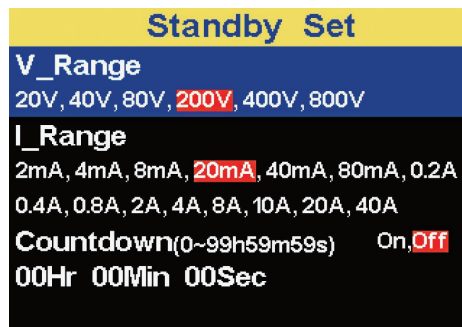 Standby Set
V_Range
20V, 40V, 80V, 200V, 400V, 800V
I_Range
2mA, 4mA, 8mA, 20mA, 40mA, 80mA, 0.2A
0.4A, 0.8A, 2A, 4A, 8A, 10A, 20A, 40A
Countdown(0~99h59m59s) On,Off
00Hr 00Min 00Sec